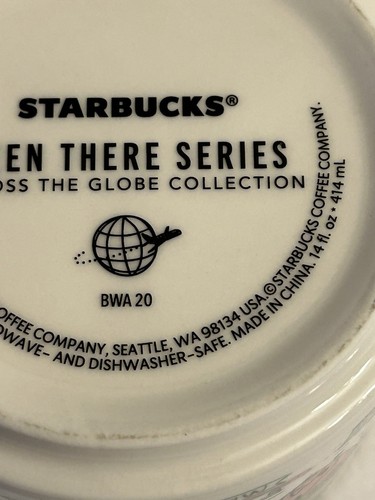 STARBUCKS®
EN THERE SERIES
OSS THE GLOBE COLLECTION
BWA 20
OFFEE COMPANY, SEATTLE, WA 98134 USA.©STARBUCKS COFFEE COMPANY.
DWAVE- AND DISHWASHER-SAFE. MADE IN CHINA. 14 fl. oz • 414 mL